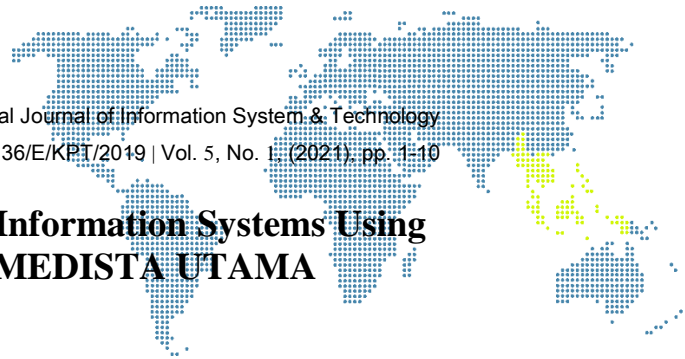 al Journal of Information System & Technology
36/E/KPT/2019 | Vol. 5, No. 1, (2021), pp. 1-10
Information Systems Using
MEDISTA UTAMA